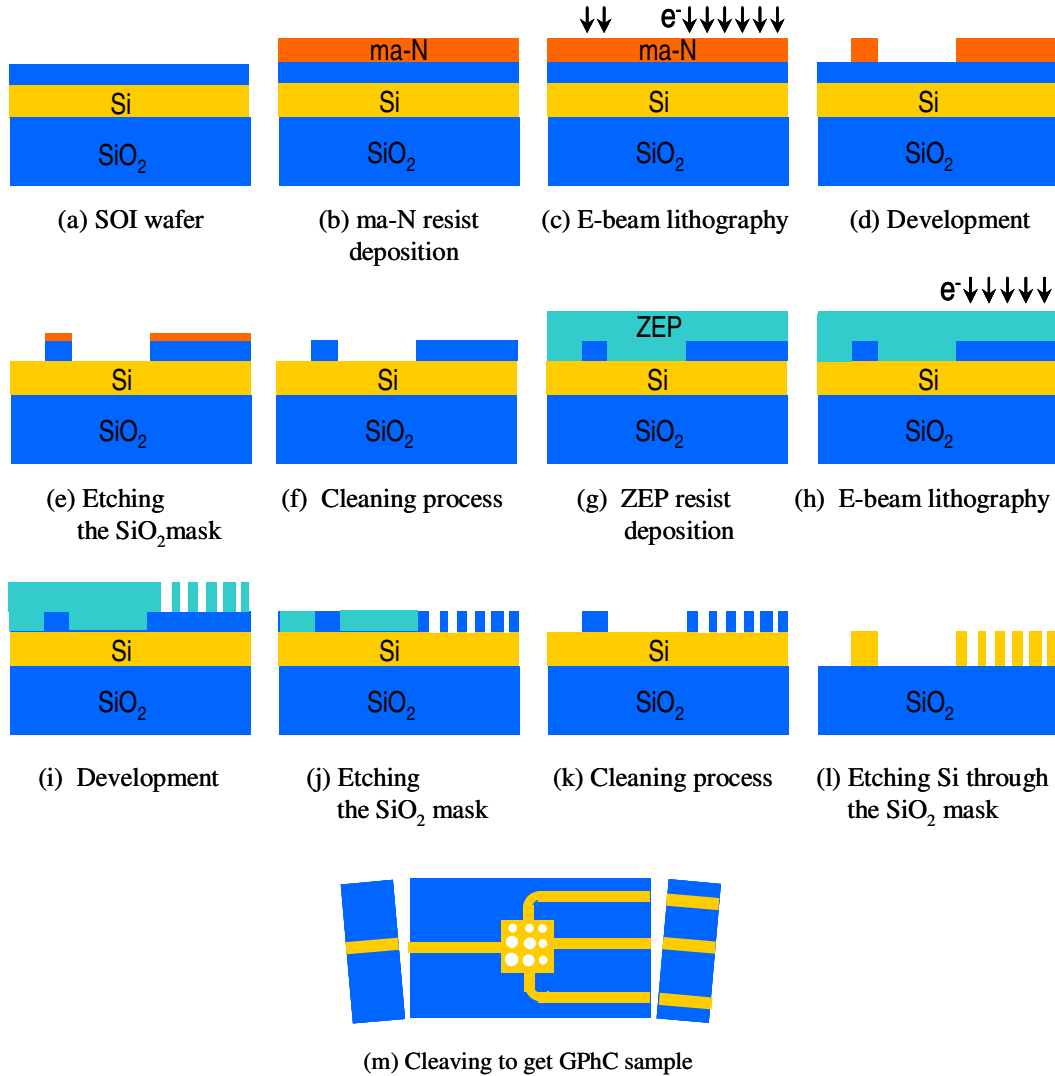 Si
SiO₂
(a) SOI wafer
ma-N
Si
SiO₂
(b) ma-N resist
deposition
e⁻
ma-N
Si
SiO₂
(c) E-beam lithography
Si
SiO₂
(d) Development
Si
SiO₂
(e) Etching
the SiO₂mask
Si
SiO₂
(f) Cleaning process
ZEP
Si
SiO₂
(g) ZEP resist
deposition
e⁻
Si
SiO₂
(h) E-beam lithography
Si
SiO₂
(i) Development
Si
SiO₂
(j) Etching
the SiO₂ mask
Si
SiO₂
(k) Cleaning process
SiO₂
(l) Etching Si through
the SiO₂ mask
(m) Cleaving to get GPhC sample